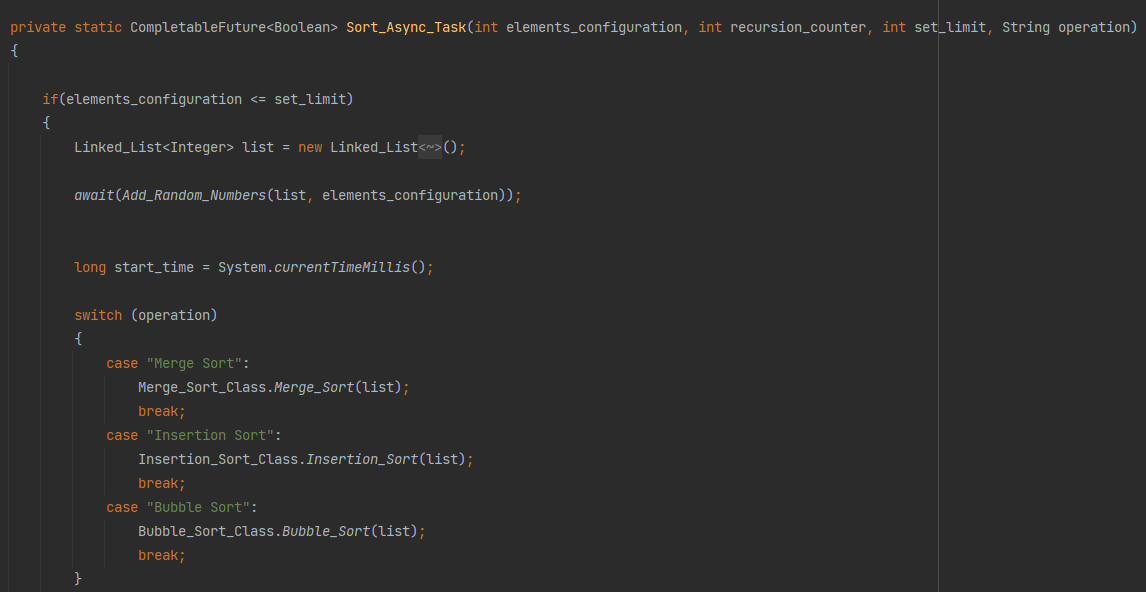 private static CompletableFuture<Boolean> Sort_Async_Task(int elements_configuration, int recursion_counter, int set_limit, String operation)
{
if(elements_configuration <= set_limit)
{
Linked_List<Integer> list = new Linked_List<~>();
await(Add_Random_Numbers(list, elements_configuration));
long start_time = System.currentTimeMillis();
switch (operation)
{
case "Merge Sort":
Merge_Sort_Class.Merge_Sort(list);
break;
case "Insertion Sort":
Insertion_Sort_Class.Insertion_Sort(list);
break;
case "Bubble Sort":
Bubble_Sort_Class.Bubble_Sort(list);
break;
}